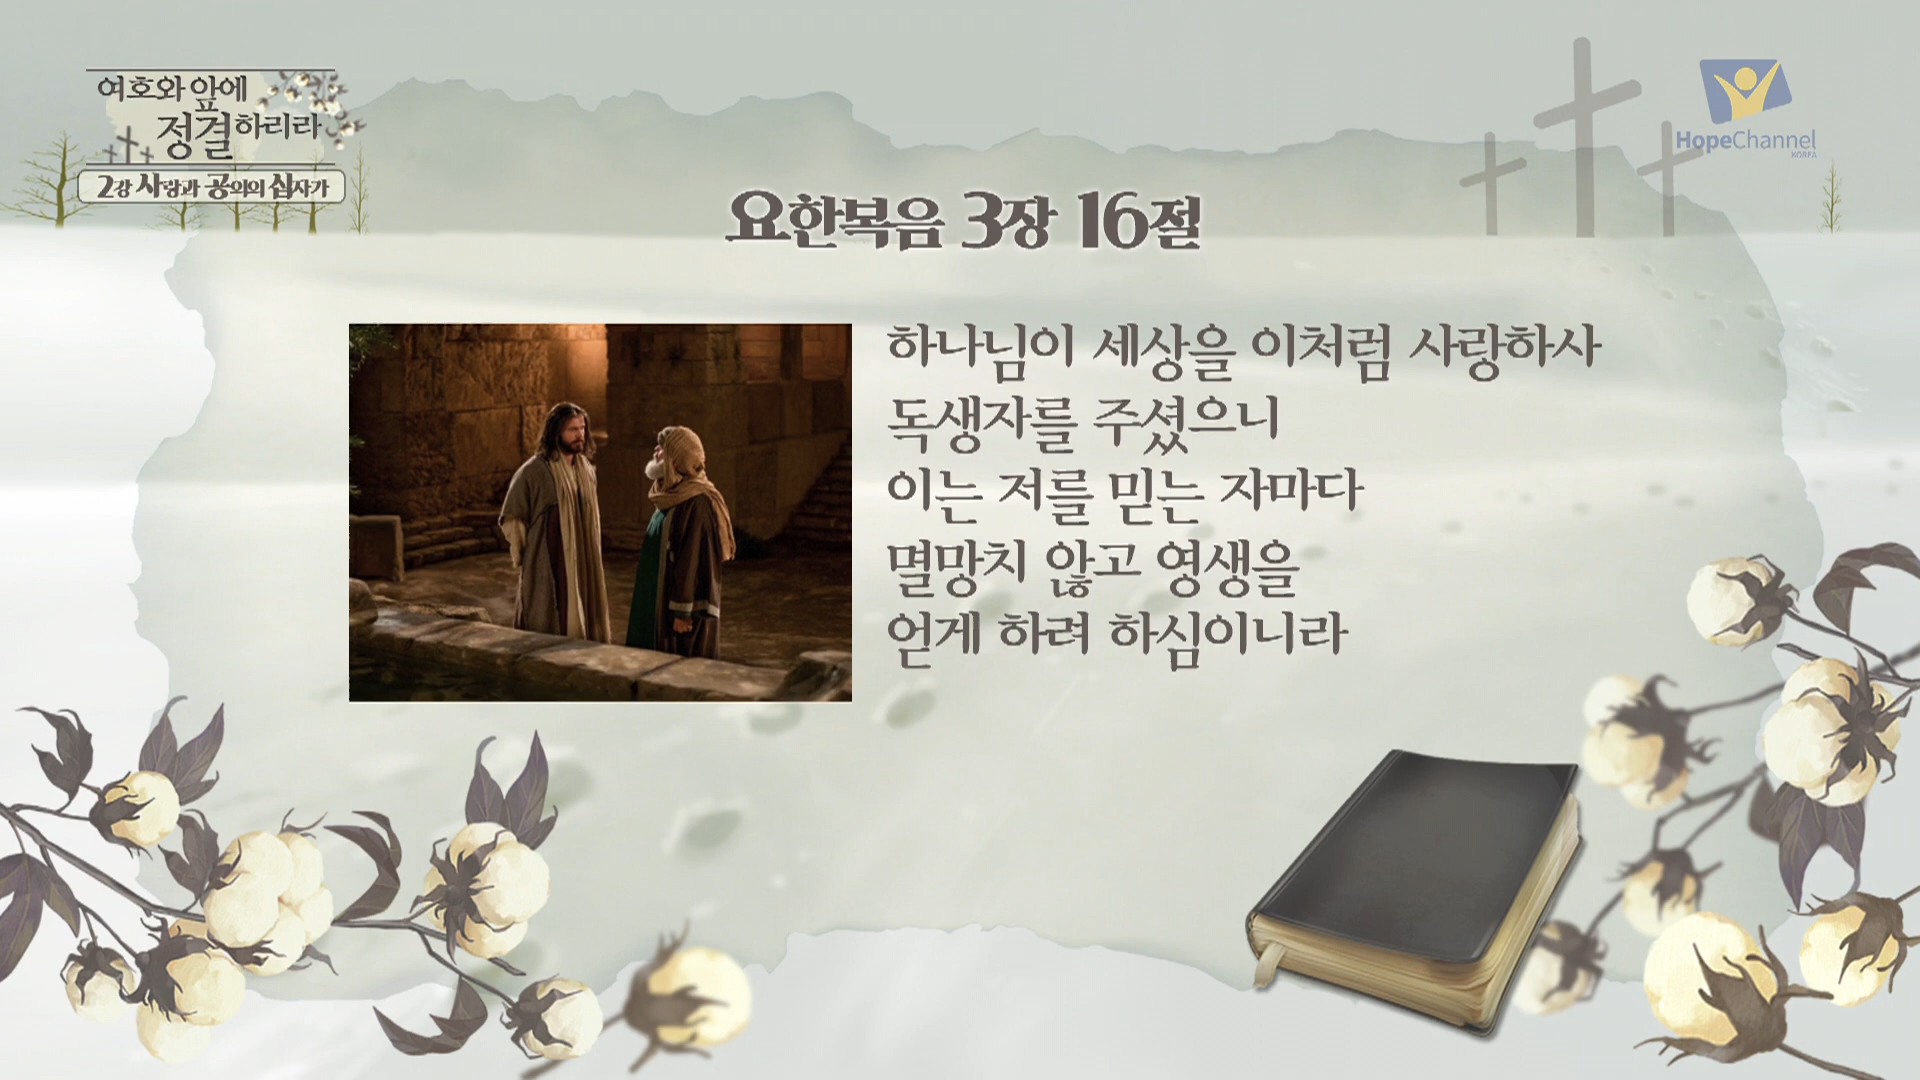 여호와 앞에
정결하리라
2강 사랑과 공의의 십자가
HopeChannel
KOREA
요한복음 3장 16절
하나님이 세상을 이처럼 사랑하사
독생자를 주셨으니
이는 저를 믿는 자마다
멸망치 않고 영생을
얻게 하려 하심이니라